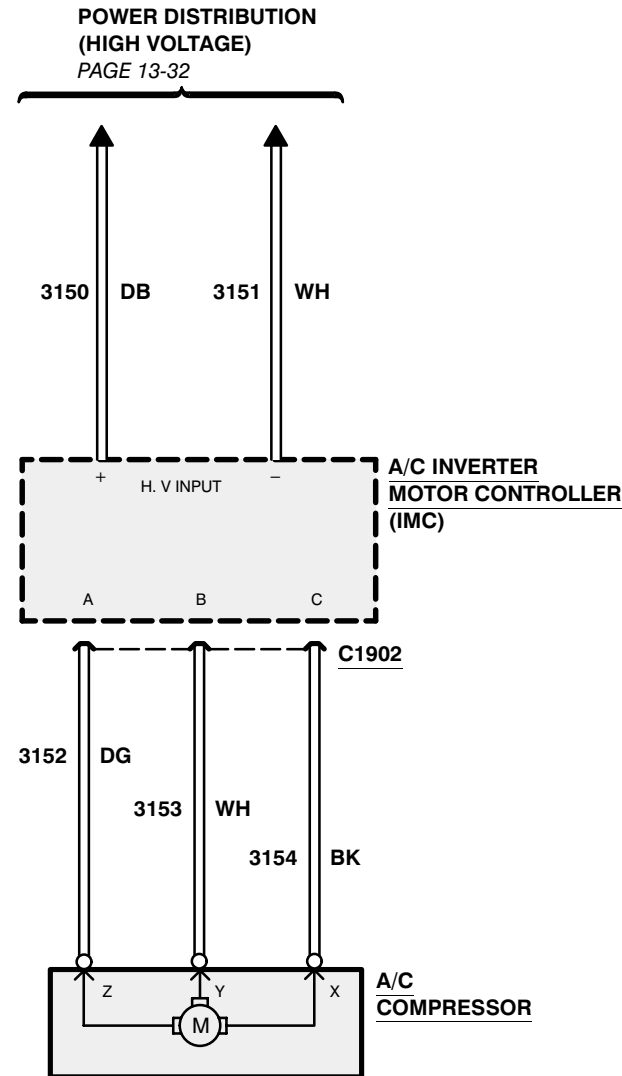 POWER DISTRIBUTION
(HIGH VOLTAGE)
PAGE 13-32
3150 DB 3151 WH
+ H. V INPUT −
A/C INVERTER
MOTOR CONTROLLER
(IMC)
A B C
C1902
3152 DG
3153 WH
3154 BK
Z Y X
M
A/C
COMPRESSOR